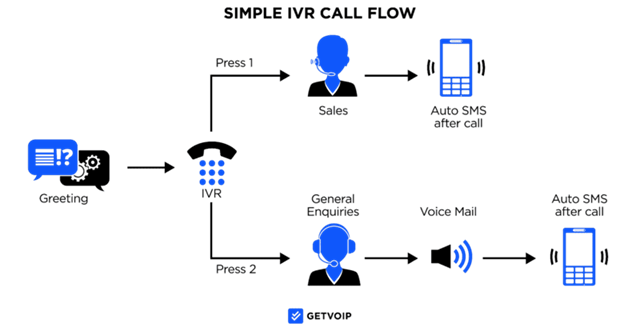 SIMPLE IVR CALL FLOW
Press 1
Sales
Auto SMS
after call
!?
Greeting
IVR
General
Enquiries
Voice Mail
Auto SMS
after call
Press 2
GETVOIP